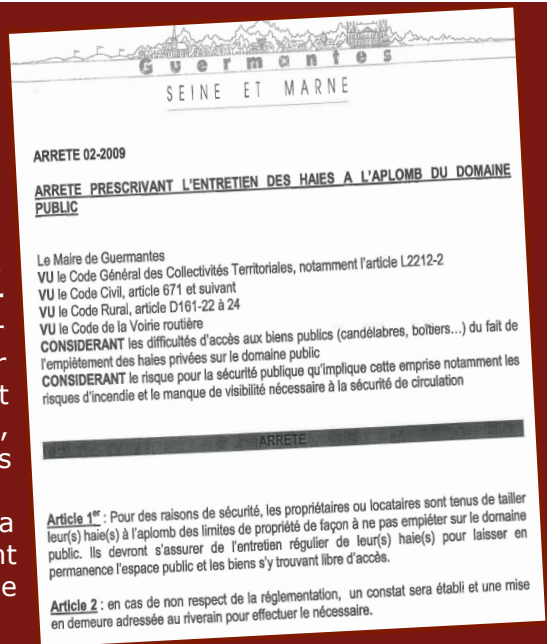 Guermantes
SEINE ET MARNE
ARRETE 02-2009
ARRETE PRESCRIVANT L'ENTRETIEN DES HAIES A L'APLOMB DU DOMAINE
PUBLIC
Le Maire de Guermantes
VU le Code Général des Collectivités Territoriales, notamment l'article L2212-2
VU le Code Civil, article 671 et suivant
VU le Code Rural, article D161-22 à 24
VU le Code de la Voirie routière
CONSIDERANT les difficultés d'accès aux biens publics (candélabres, boîtiers…) du fait de
l'empiètement des haies privées sur le domaine public
CONSIDERANT le risque pour la sécurité publique qu'implique cette emprise notamment les
risques d'incendie et le manque de visibilité nécessaire à la sécurité de circulation
ARRETE
Article 1er : Pour des raisons de sécurité, les propriétaires ou locataires sont tenus de tailler
leur(s) haie(s) à l'aplomb des limites de propriété de façon à ne pas empiéter sur le domaine
public. Ils devront s'assurer de l'entretien régulier de leur(s) haie(s) pour laisser en
permanence l'espace public et les biens s'y trouvant libre d'accès.
Article 2 : en cas de non respect de la réglementation, un constat sera établi et une mise
en demeure adressée au riverain pour effectuer le nécessaire.